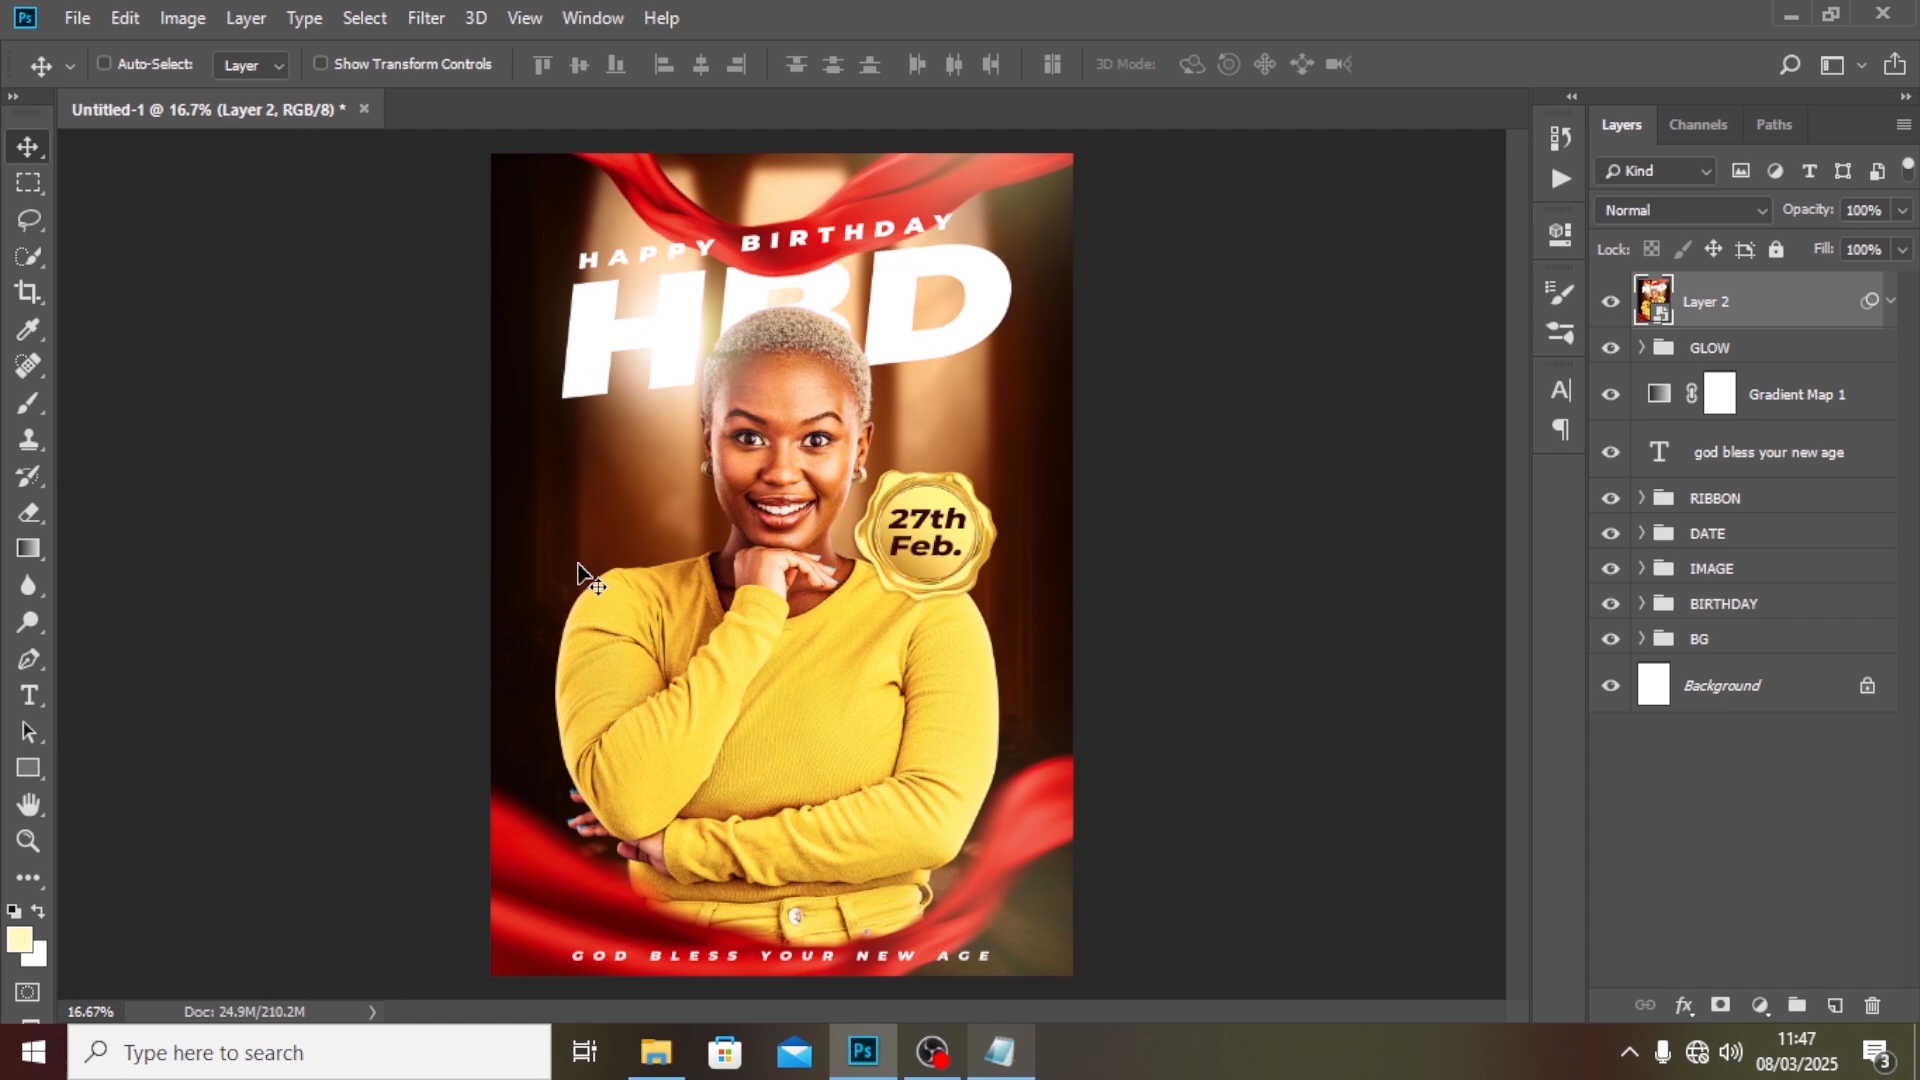 Ps File Edit Image Layer Type Select Filter 3D View Window Help
Auto-Select: Layer Show Transform Controls 3D Mode:
Untitled-1 @ 16.7% (Layer 2, RGB/8) *
HAPPY BIRTHDAY
HBD
27th
Feb.
GOD BLESS YOUR NEW AGE
Layers Channels Paths
Kind
Normal Opacity: 100%
Lock: Fill: 100%
Layer 2
GLOW
Gradient Map 1
god bless your new age
RIBBON
DATE
IMAGE
BIRTHDAY
BG
Background
16.67% Doc: 24.9M/210.2M
Type here to search
Ps
11:47
08/03/2025
3